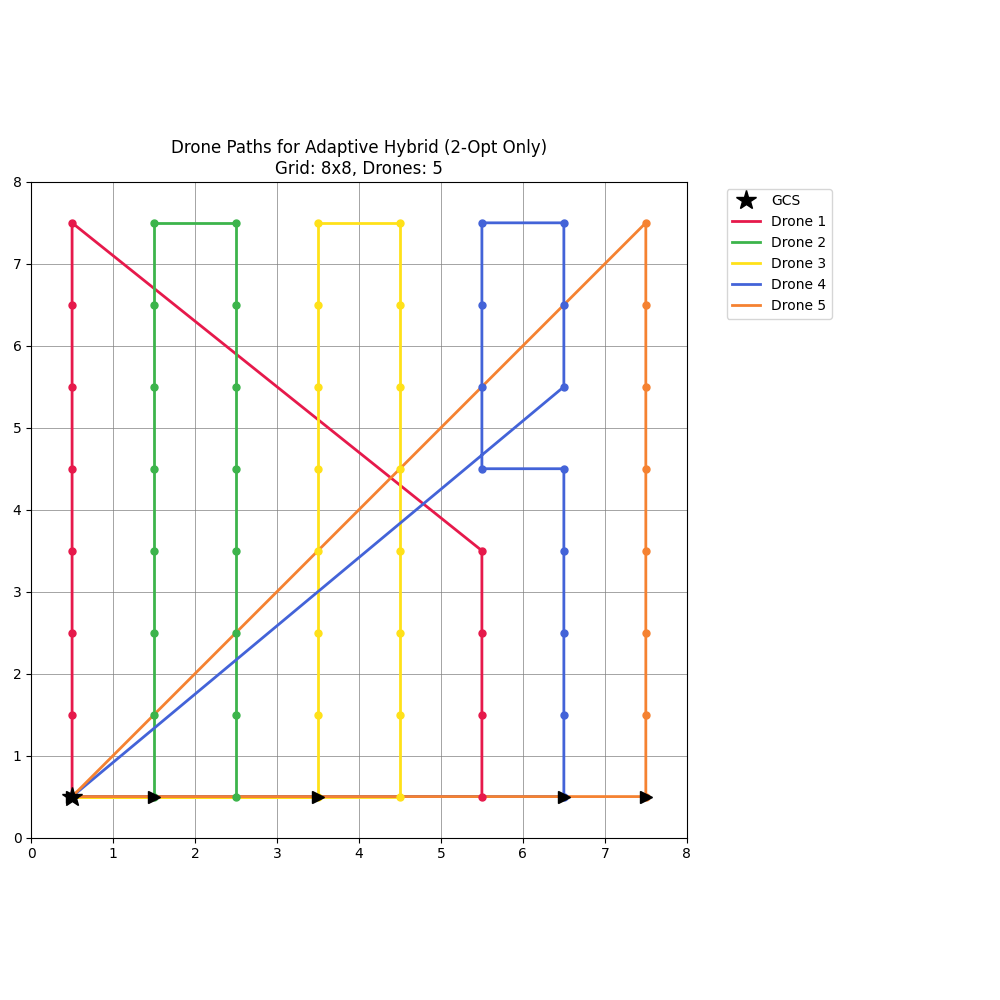 Drone Paths for Adaptive Hybrid (2-Opt Only)
Grid: 8x8, Drones: 5
GCS
Drone 1
Drone 2
Drone 3
Drone 4
Drone 5
8
7
6
5
4
3
2
1
0
0 1 2 3 4 5 6 7 8